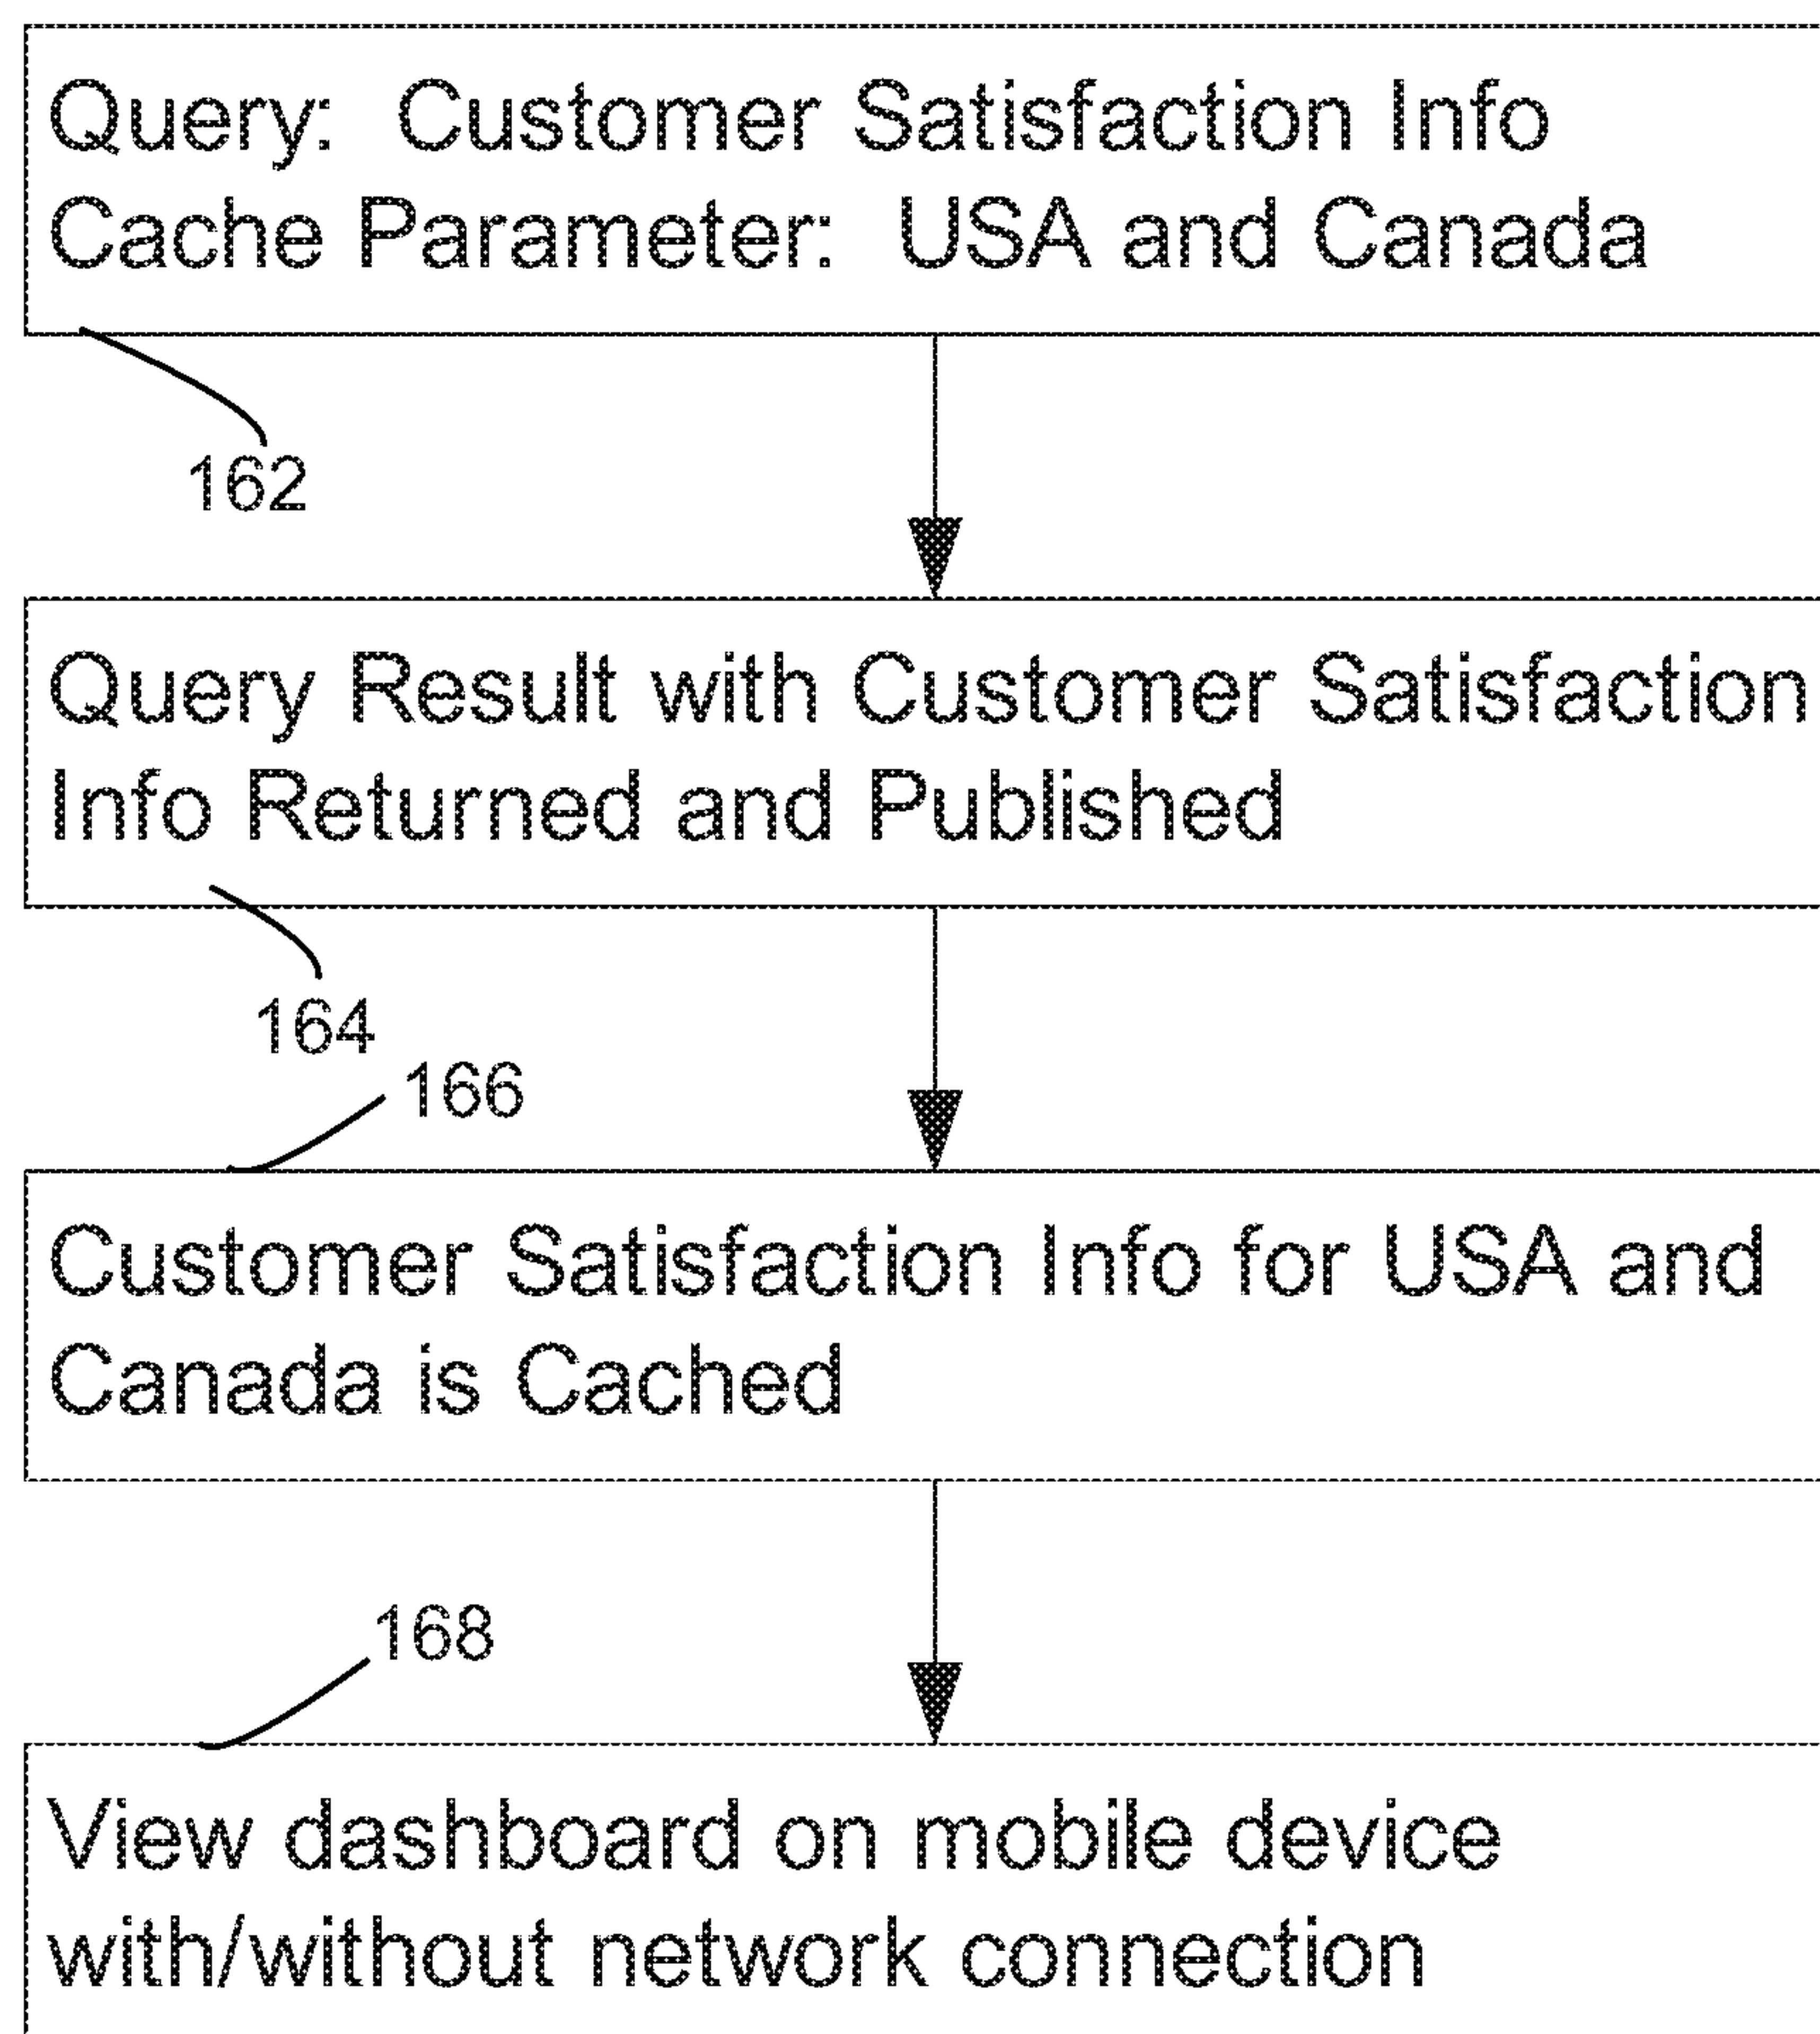 Query: Customer Satisfaction Info
Cache Parameter: USA and Canada
162
Query Result with Customer Satisfaction
Info Returned and Published
164
166
Customer Satisfaction Info for USA and
Canada is Cached
168
View dashboard on mobile device
with/without network connection